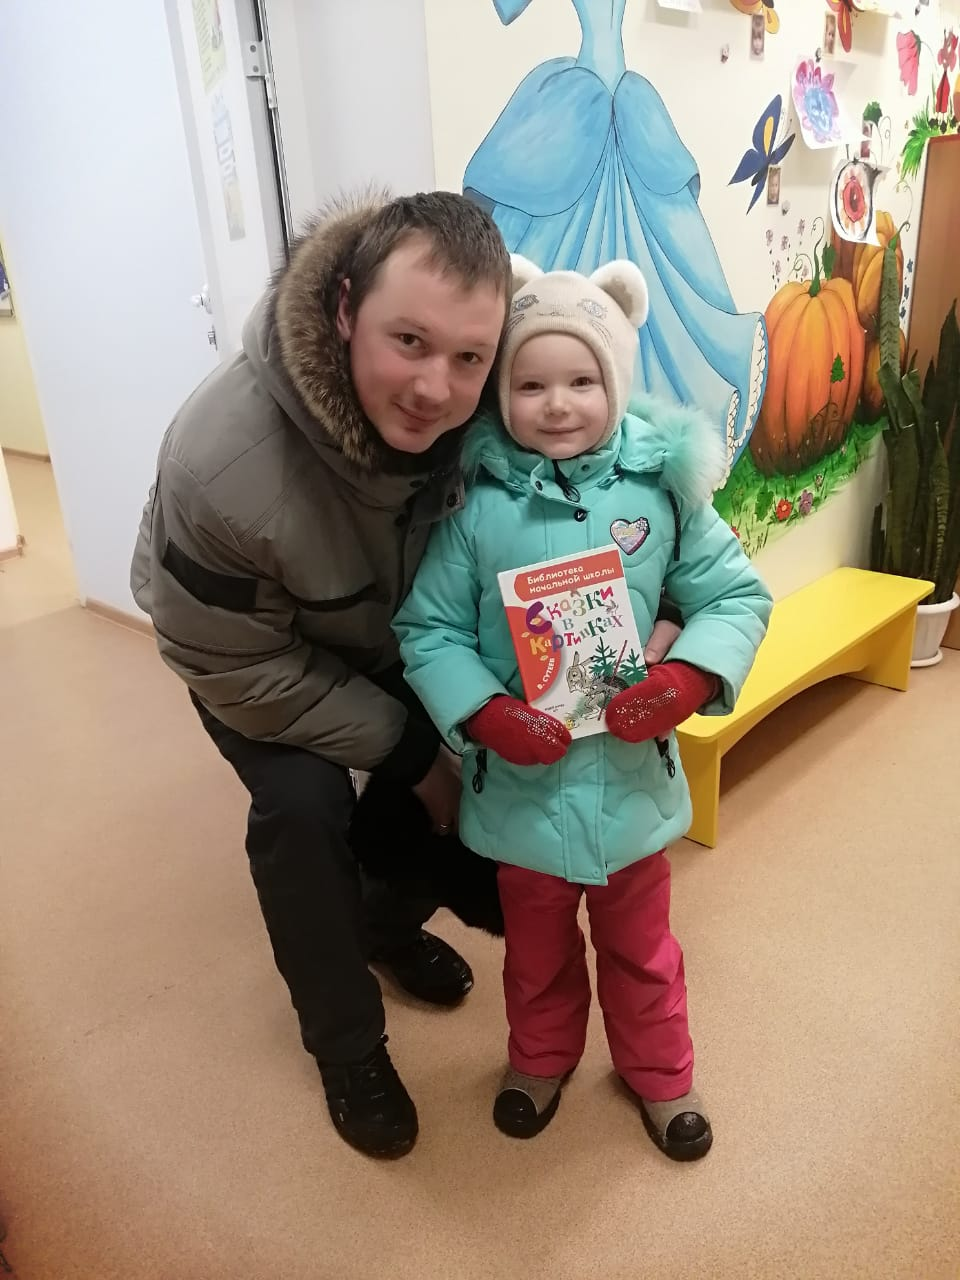 Библиотека
начальной школы
Сказки
в
Картинках
В. Сутеев